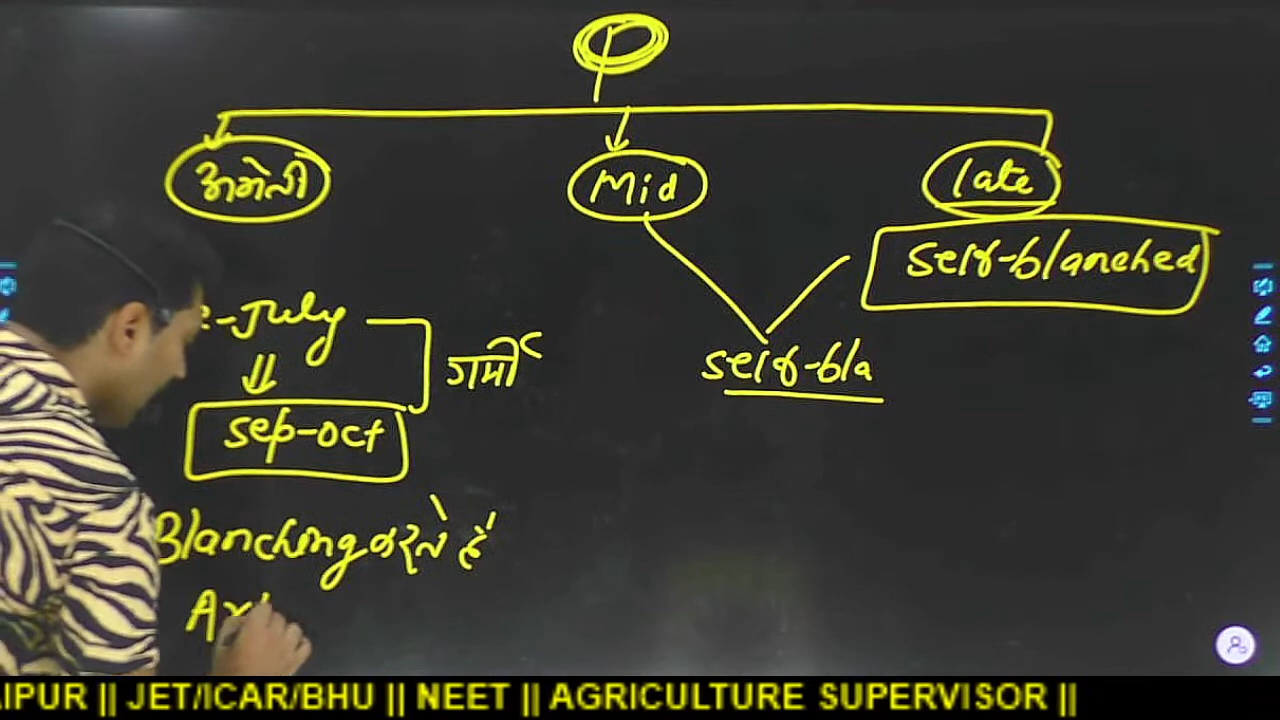 अगेती
Mid
late
self-blanched
e-July
गर्मी
self-bla
sep-oct
Blanching करते हैं
AIPUR || JET/ICAR/BHU || NEET || AGRICULTURE SUPERVISOR ||